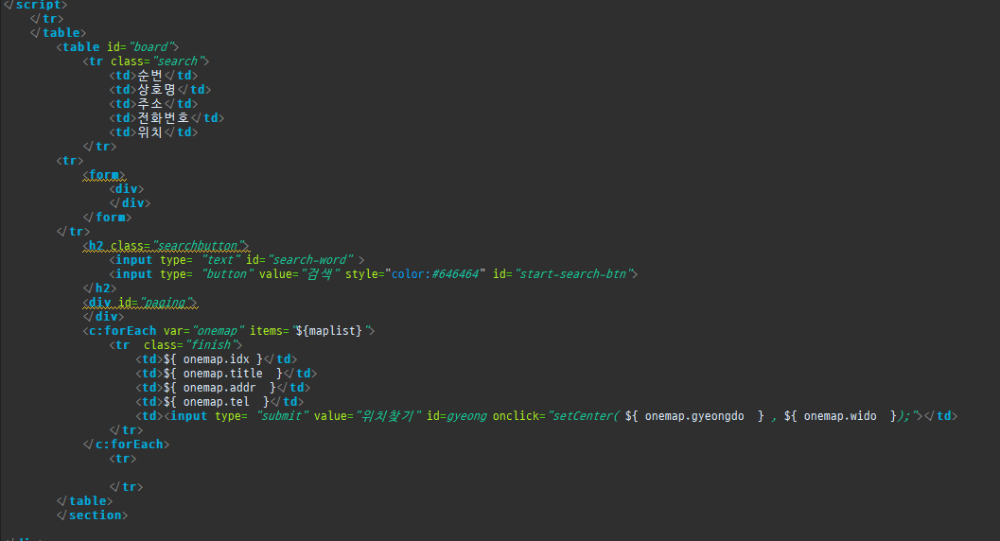 </script>
</tr>
</table>
<table id="board">
<tr class="search">
<td>순번</td>
<td>상호명</td>
<td>주소</td>
<td>전화번호</td>
<td>위치</td>
</tr>
<tr>
<form>
<div>
</div>
</form>
</tr>
<h2 class="searchbutton">
<input type= "text" id="search-word" >
<input type= "button" value="검색" style="color:#646464" id="start-search-btn">
</h2>
<div id="paging">
</div>
<c:forEach var="onemap" items="${maplist}">
<tr  class="finish">
<td>${ onemap.idx }</td>
<td>${ onemap.title  }</td>
<td>${ onemap.addr  }</td>
<td>${ onemap.tel  }</td>
<td><input type= "submit" value="위치찾기" id=gyeong onclick="setCenter( ${ onemap.gyeongdo  } , ${ onemap.wido  });"></td>
</tr>
</c:forEach>
<tr>
</tr>
</table>
</section>